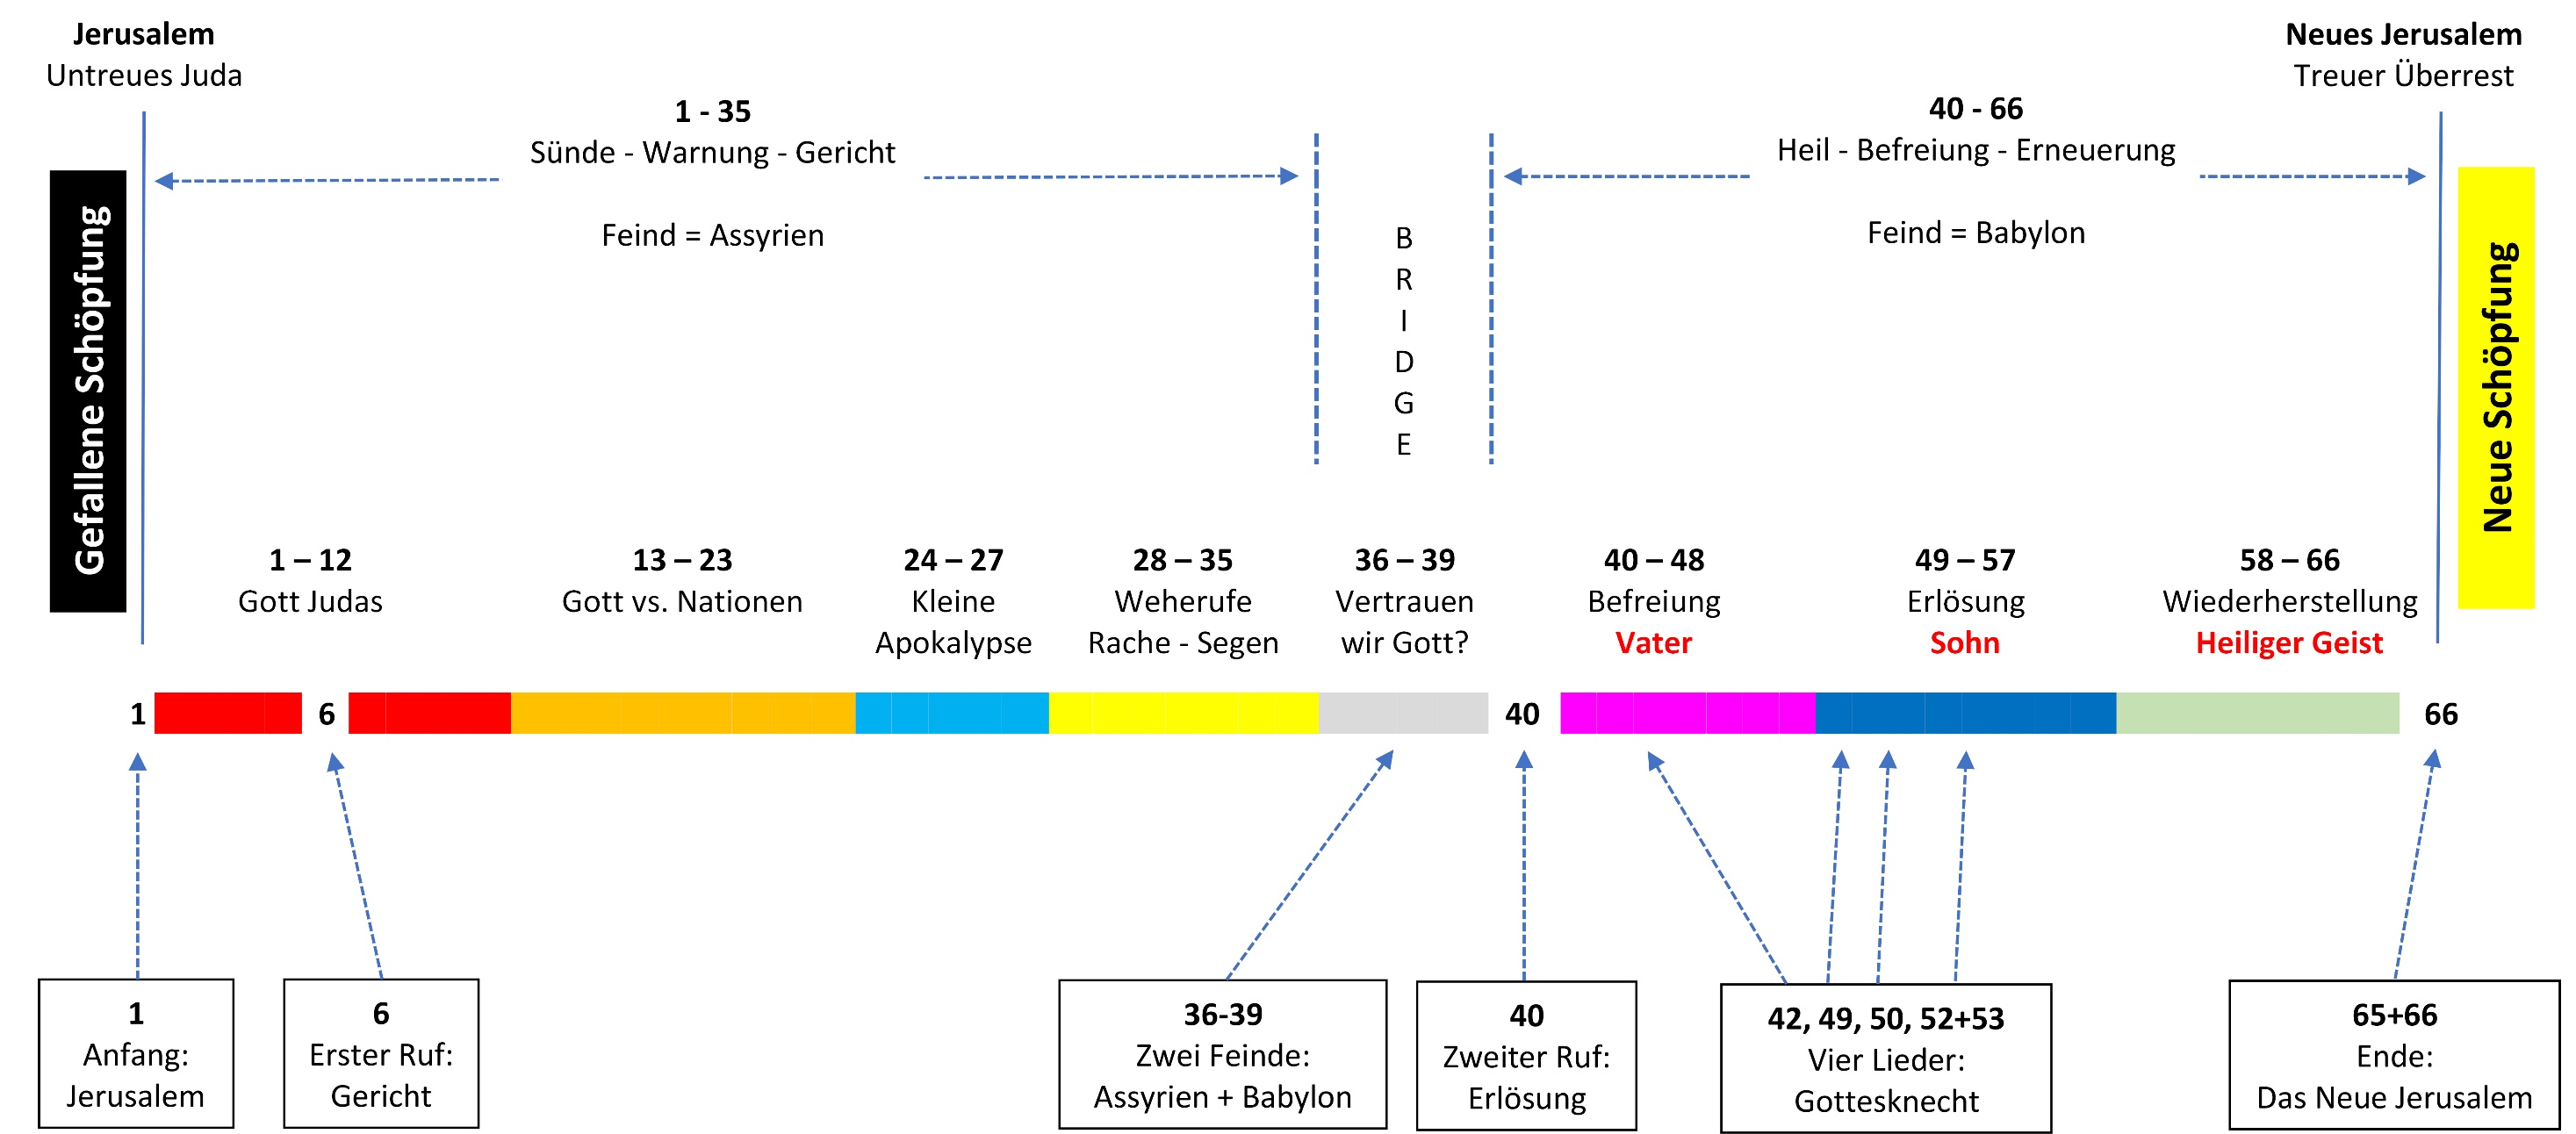 Jerusalem
Untreues Juda
Neues Jerusalem
Treuer Überrest
1 - 35
Sünde - Warnung - Gericht
Feind = Assyrien
40 - 66
Heil - Befreiung - Erneuerung
Feind = Babylon
Gefallene Schöpfung
B
R
I
D
G
E
Neue Schöpfung
1 – 12
Gott Judas
13 – 23
Gott vs. Nationen
24 – 27
Kleine
Apokalypse
28 – 35
Weherufe
Rache - Segen
36 – 39
Vertrauen
wir Gott?
40 – 48
Befreiung
Vater
49 – 57
Erlösung
Sohn
58 – 66
Wiederherstellung
Heiliger Geist
1
6
40
66
1
Anfang:
Jerusalem
6
Erster Ruf:
Gericht
36-39
Zwei Feinde:
Assyrien + Babylon
40
Zweiter Ruf:
Erlösung
42, 49, 50, 52+53
Vier Lieder:
Gottesknecht
65+66
Ende:
Das Neue Jerusalem